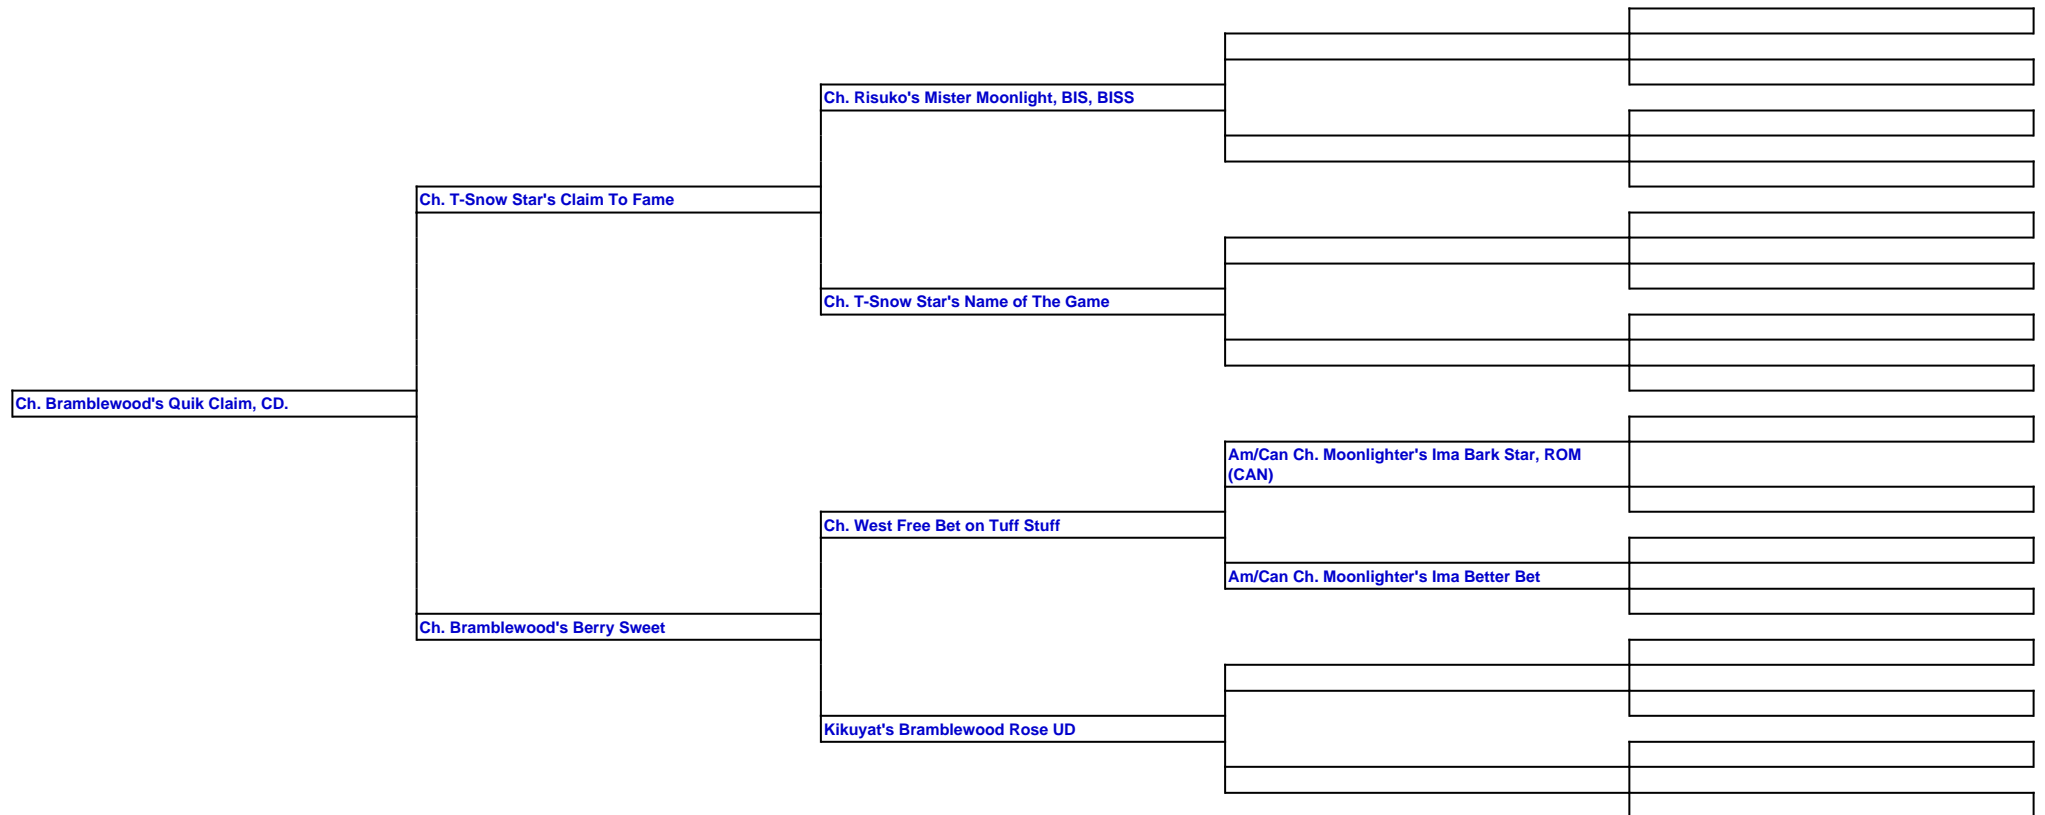 Ch. Risuko's Mister Moonlight, BIS, BISS
Ch. T-Snow Star's Claim To Fame
Ch. T-Snow Star's Name of The Game
Ch. Bramblewood's Quik Claim, CD.
Am/Can Ch. Moonlighter's Ima Bark Star, ROM
(CAN)
Ch. West Free Bet on Tuff Stuff
Am/Can Ch. Moonlighter's Ima Better Bet
Ch. Bramblewood's Berry Sweet
Kikuyat's Bramblewood Rose UD